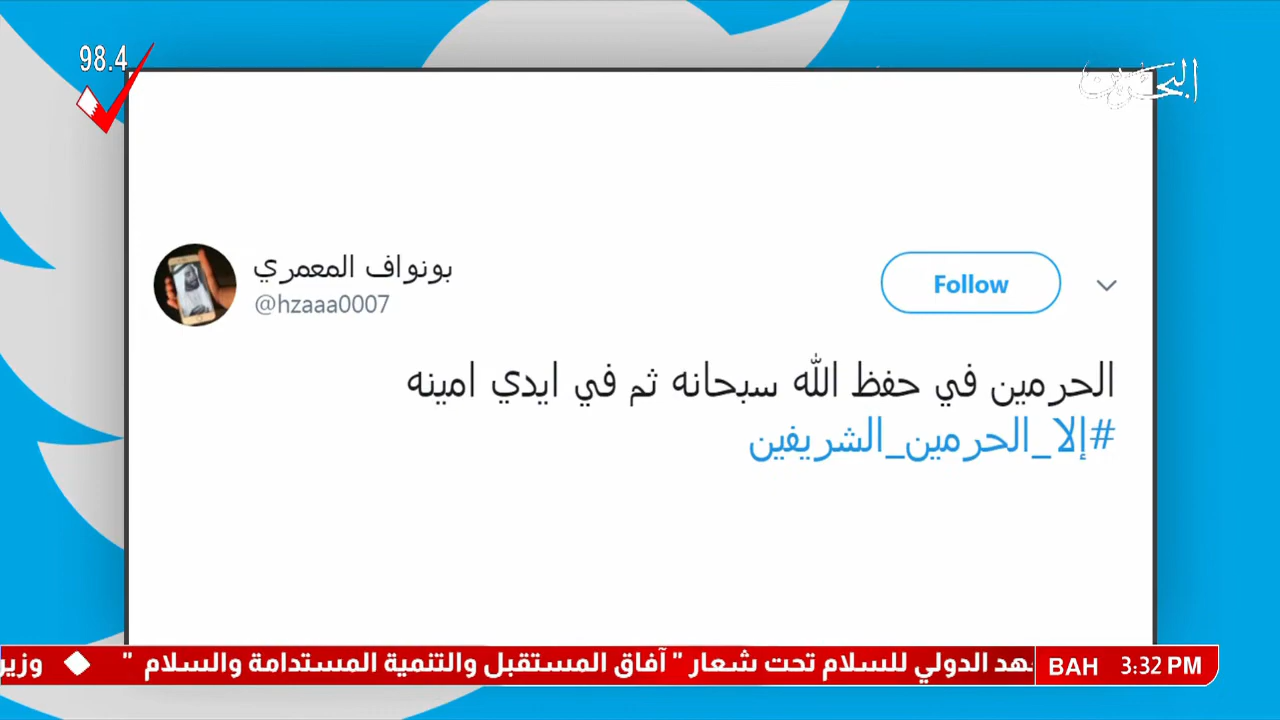 98.4
البحرين
بونواف المعمري
@hzaaa0007
Follow
الحرمين في حفظ الله سبحانه ثم في ايدي امينه
#إلا_الحرمين_الشريفين
الدولي للسلام تحت شعار " آفاق المستقبل والتنمية المستدامة والسلام "
BAH 3:32 PM